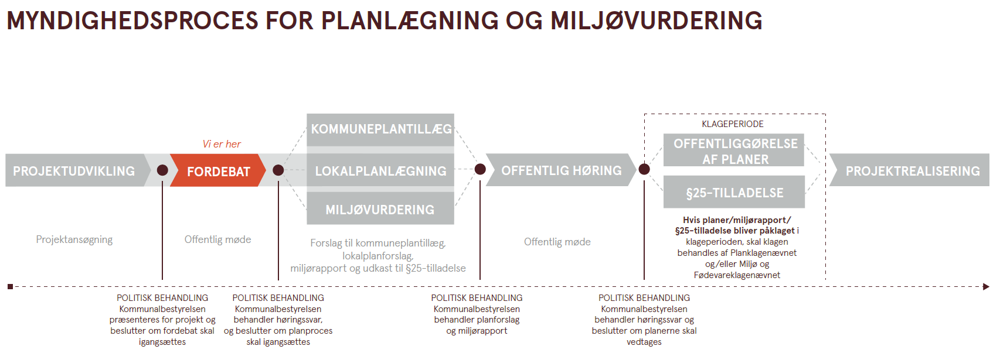 MYNDIGHEDSPROCES FOR PLANLÆGNING OG MILJØVURDERING
PROJEKTUDVIKLING
Projektansøgning
Vi er her
FORDEBAT
Offentlig møde
KOMMUNEPLANTILLÆG
LOKALPLANLÆGNING
MILJØVURDERING
Forslag til kommuneplantillæg,
lokalplanforslag,
miljørapport og udkast til §25-tilladelse
OFFENTLIG HØRING
Offentlig møde
KLAGEPERIODE
OFFENTLIGGØRELSE
AF PLANER
§25-TILLADELSE
Hvis planer/miljørapport/
§25-tilladelse bliver påklaget i
klageperioden, skal klagen
behandles af Planklagenævnet
og/eller Miljø og
Fødevareklagenævnet
PROJEKTREALISERING
POLITISK BEHANDLING
Kommunalbestyrelsen
præsenteres for projekt og
beslutter om fordebat skal
igangsættes
POLITISK BEHANDLING
Kommunalbestyrelsen
behandler høringssvar,
og beslutter om planproces
skal igangsættes
POLITISK BEHANDLING
Kommunalbestyrelsen
behandler planforslag
og miljørapport
POLITISK BEHANDLING
Kommunalbestyrelsen
behandler høringssvar og
beslutter om planerne skal
vedtages